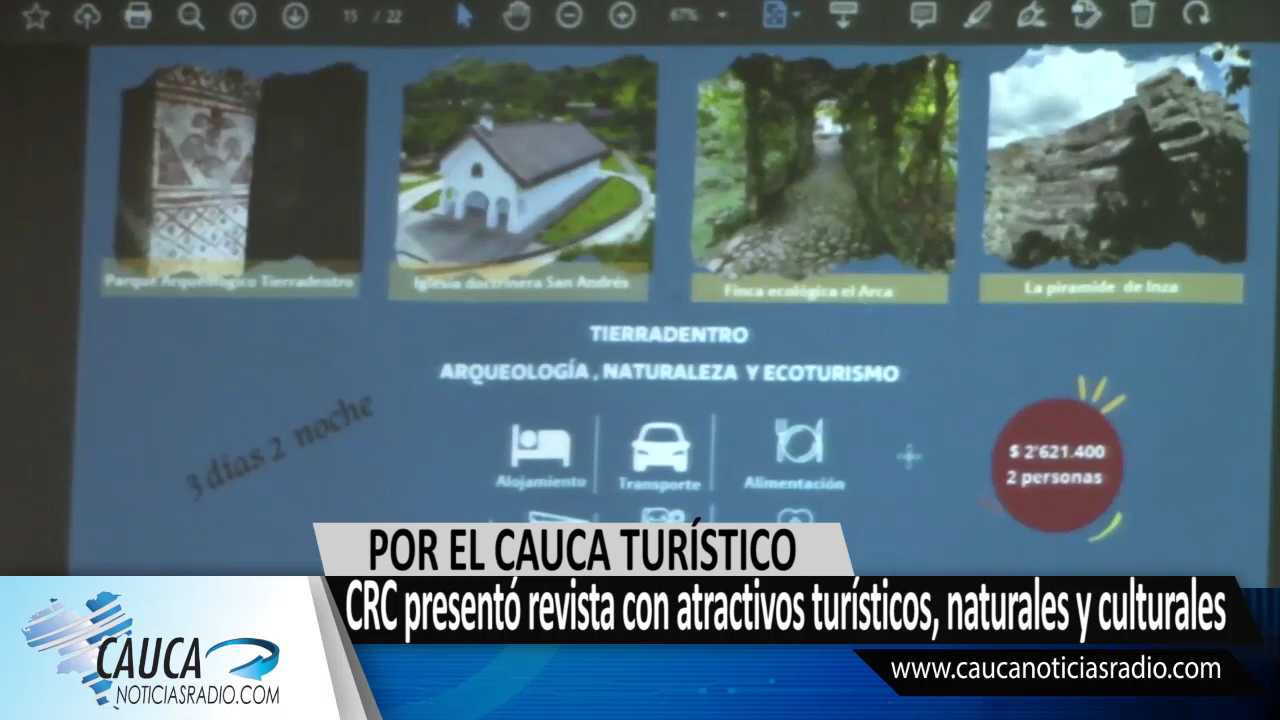 15 / 22
67%
Parque Arqueológico Tierradentro
Iglesia doctrinera San Andrés
Finca ecológica el Arca
La piramide de Inza
TIERRADENTRO
ARQUEOLOGÍA , NATURALEZA Y ECOTURISMO
3 dias 2 noche
Alojamiento
Transporte
Alimentación
$ 2'621.400
2 personas
POR EL CAUCA TURÍSTICO
CRC presentó revista con atractivos turísticos, naturales y culturales
www.caucanoticiasradio.com
CAUCA
NOTICIASRADIO.COM